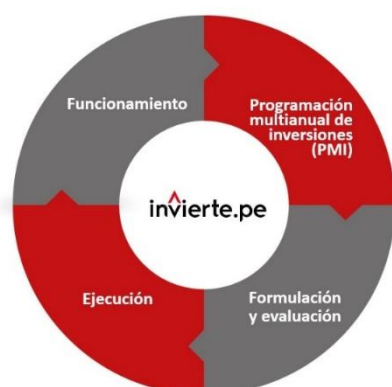 Funcionamiento
Programación
multianual de
inversiones
(PMI)
invierte.pe
Ejecución
Formulación
y evaluación